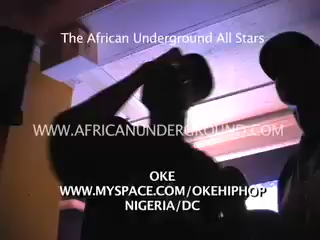 The African Underground All Stars
WWW.AFRICANUNDERGROUND.COM
OKE
WWW.MYSPACE.COM/OKEHIPHOP
NIGERIA/DC